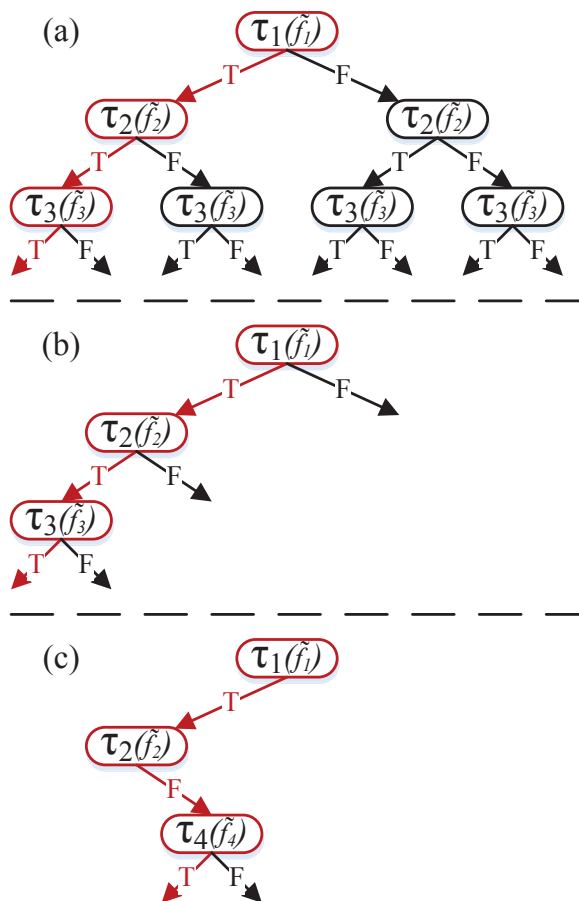 (a) τ1(f̃1)
T F
τ2(f̃2) τ2(f̃2)
T F T F
τ3(f̃3) τ3(f̃3) τ3(f̃3) τ3(f̃3)
T F T F T F T F
(b) τ1(f̃1)
T F
τ2(f̃2)
T F
τ3(f̃3)
T F
(c) τ1(f̃1)
T
τ2(f̃2)
F
τ4(f̃4)
T F